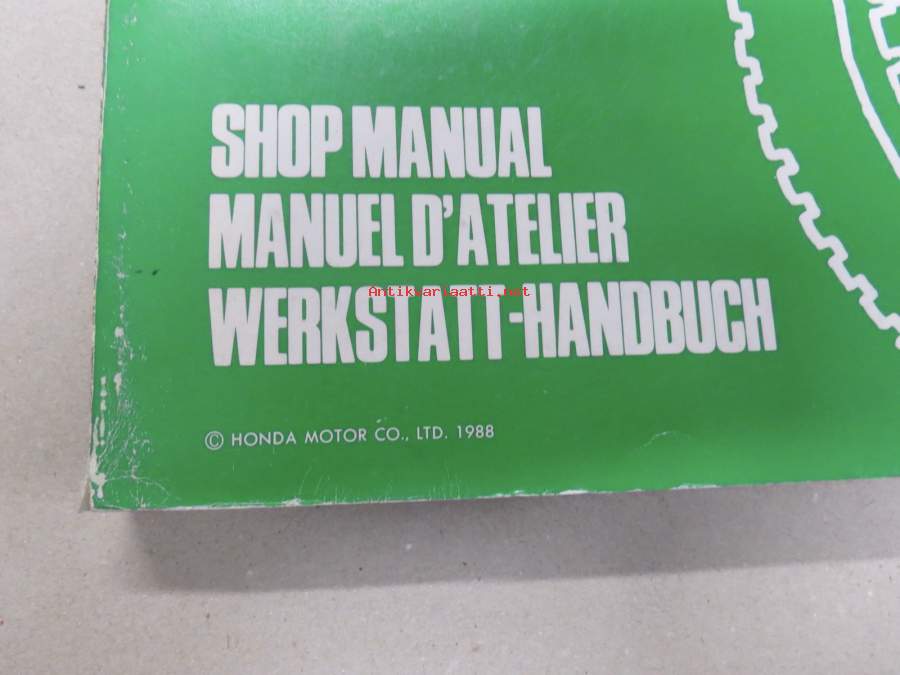 SHOP MANUAL
MANUEL D'ATELIER
Antikvariaatti.net
WERKSTATT-HANDBUCH
© HONDA MOTOR CO., LTD. 1988